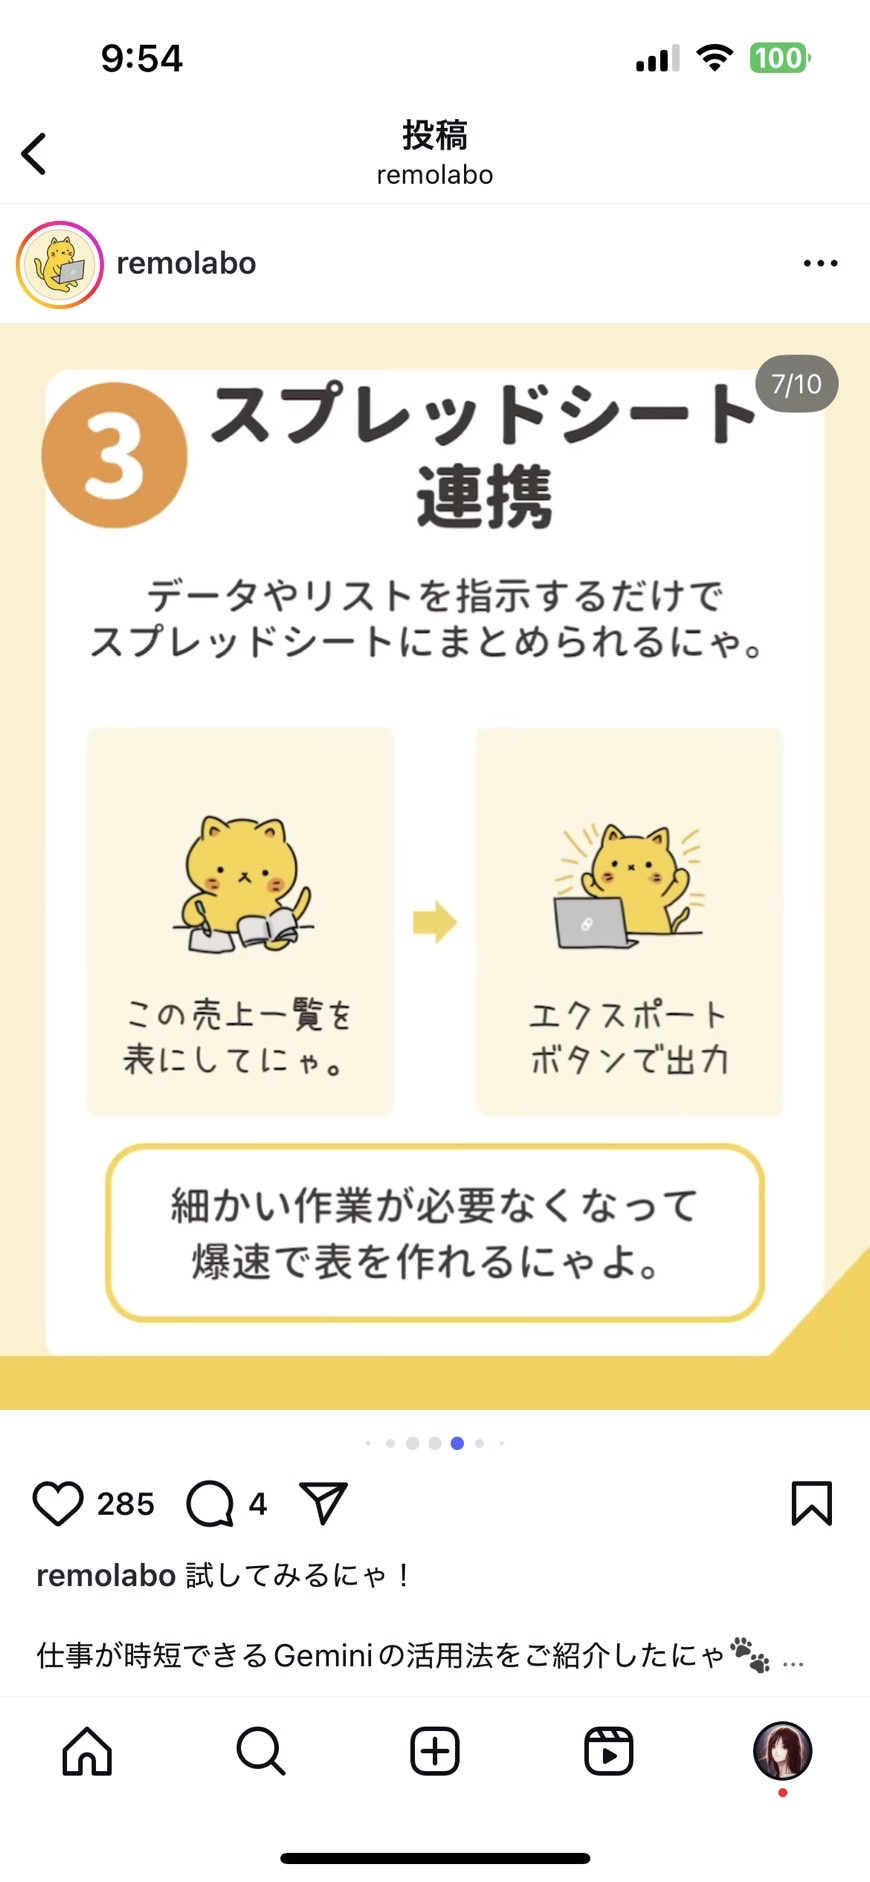 9:54
100
投稿
remolabo
remolabo
7/10
3
スプレッドシート
連携
データやリストを指示するだけで
スプレッドシートにまとめられるにゃ。
この売上一覧を
表にしてにゃ。
エクスポート
ボタンで出力
細かい作業が必要なくなって
爆速で表を作れるにゃよ。
285
4
remolabo 試してみるにゃ！
仕事が時短できるGeminiの活用法をご紹介したにゃ🐾 ...